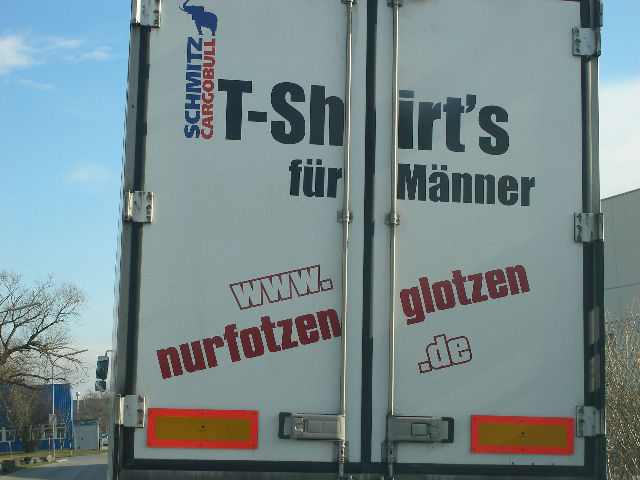 SCHMITZ
CARGOBULL
T-Shirt's
für Männer
www.
nurfotzen glotzen
.de